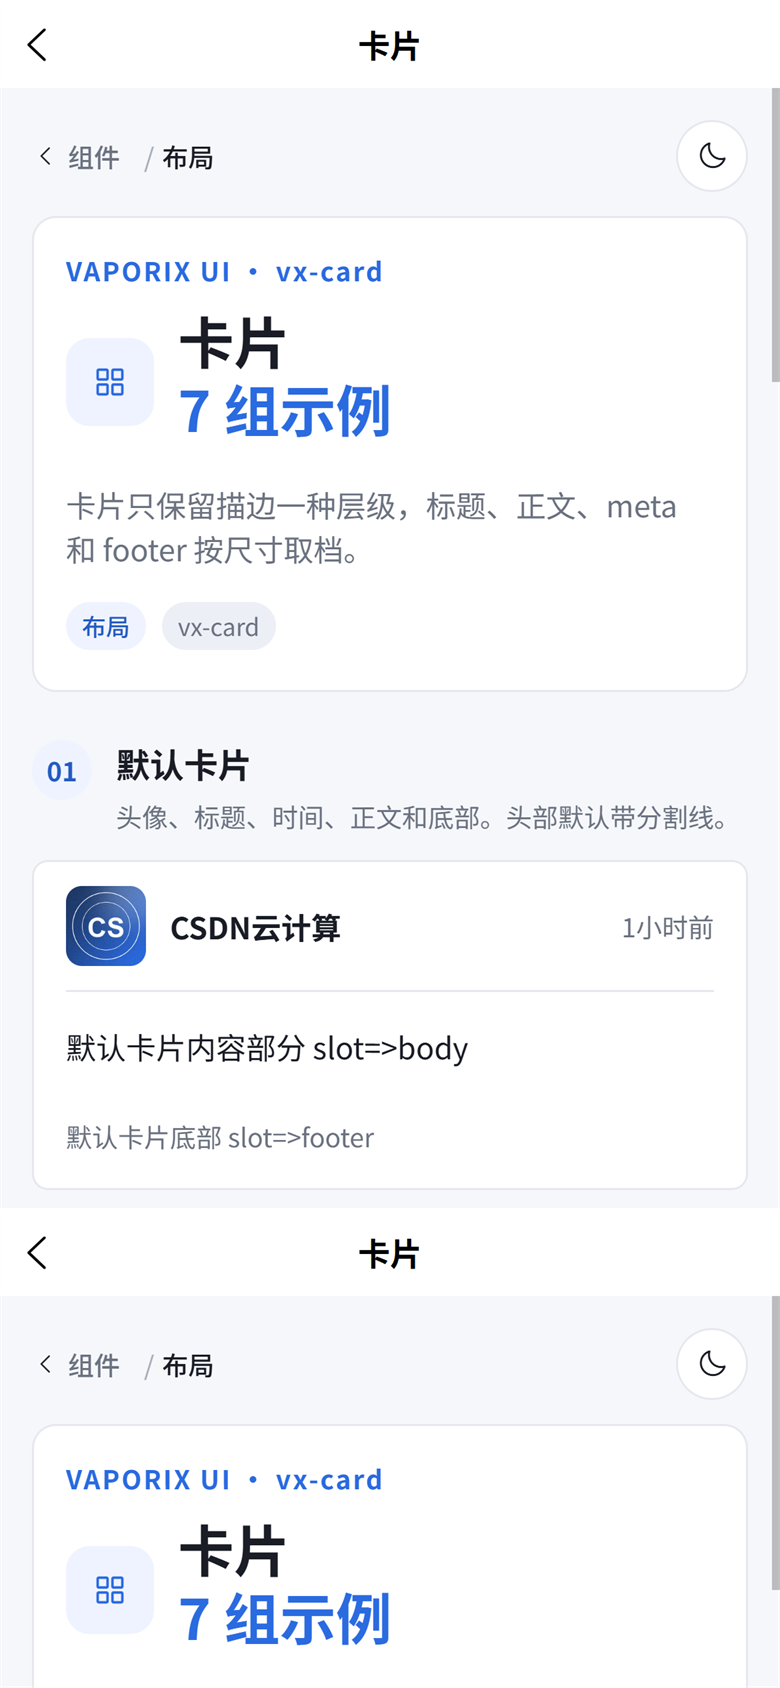 卡片
组件 / 布局
VAPORIX UI • vx-card
卡片
7 组示例
卡片只保留描边一种层级，标题、正文、meta
和 footer 按尺寸取档。
布局
vx-card
01
默认卡片
头像、标题、时间、正文和底部。头部默认带分割线。
CS
CSDN云计算
1小时前
默认卡片内容部分 slot=>body
默认卡片底部 slot=>footer
卡片
组件 / 布局
VAPORIX UI • vx-card
卡片
7 组示例